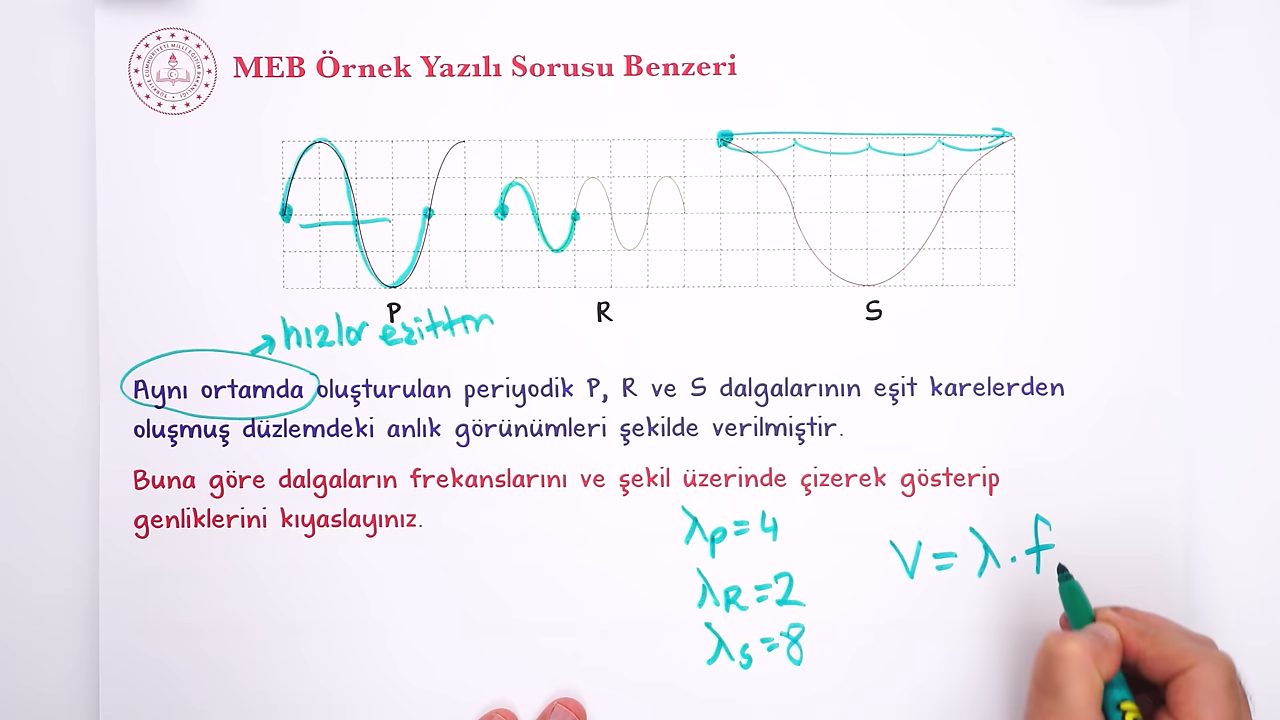 MEB Örnek Yazılı Sorusu Benzeri
P
R
S
hızlar eşittir
Aynı ortamda oluşturulan periyodik P, R ve S dalgalarının eşit karelerden
oluşmuş düzlemdeki anlık görünümleri şekilde verilmiştir.
Buna göre dalgaların frekanslarını ve şekil üzerinde çizerek gösterip
genliklerini kıyaslayınız.
λP=4
λR=2
λS=8
V=λ.f